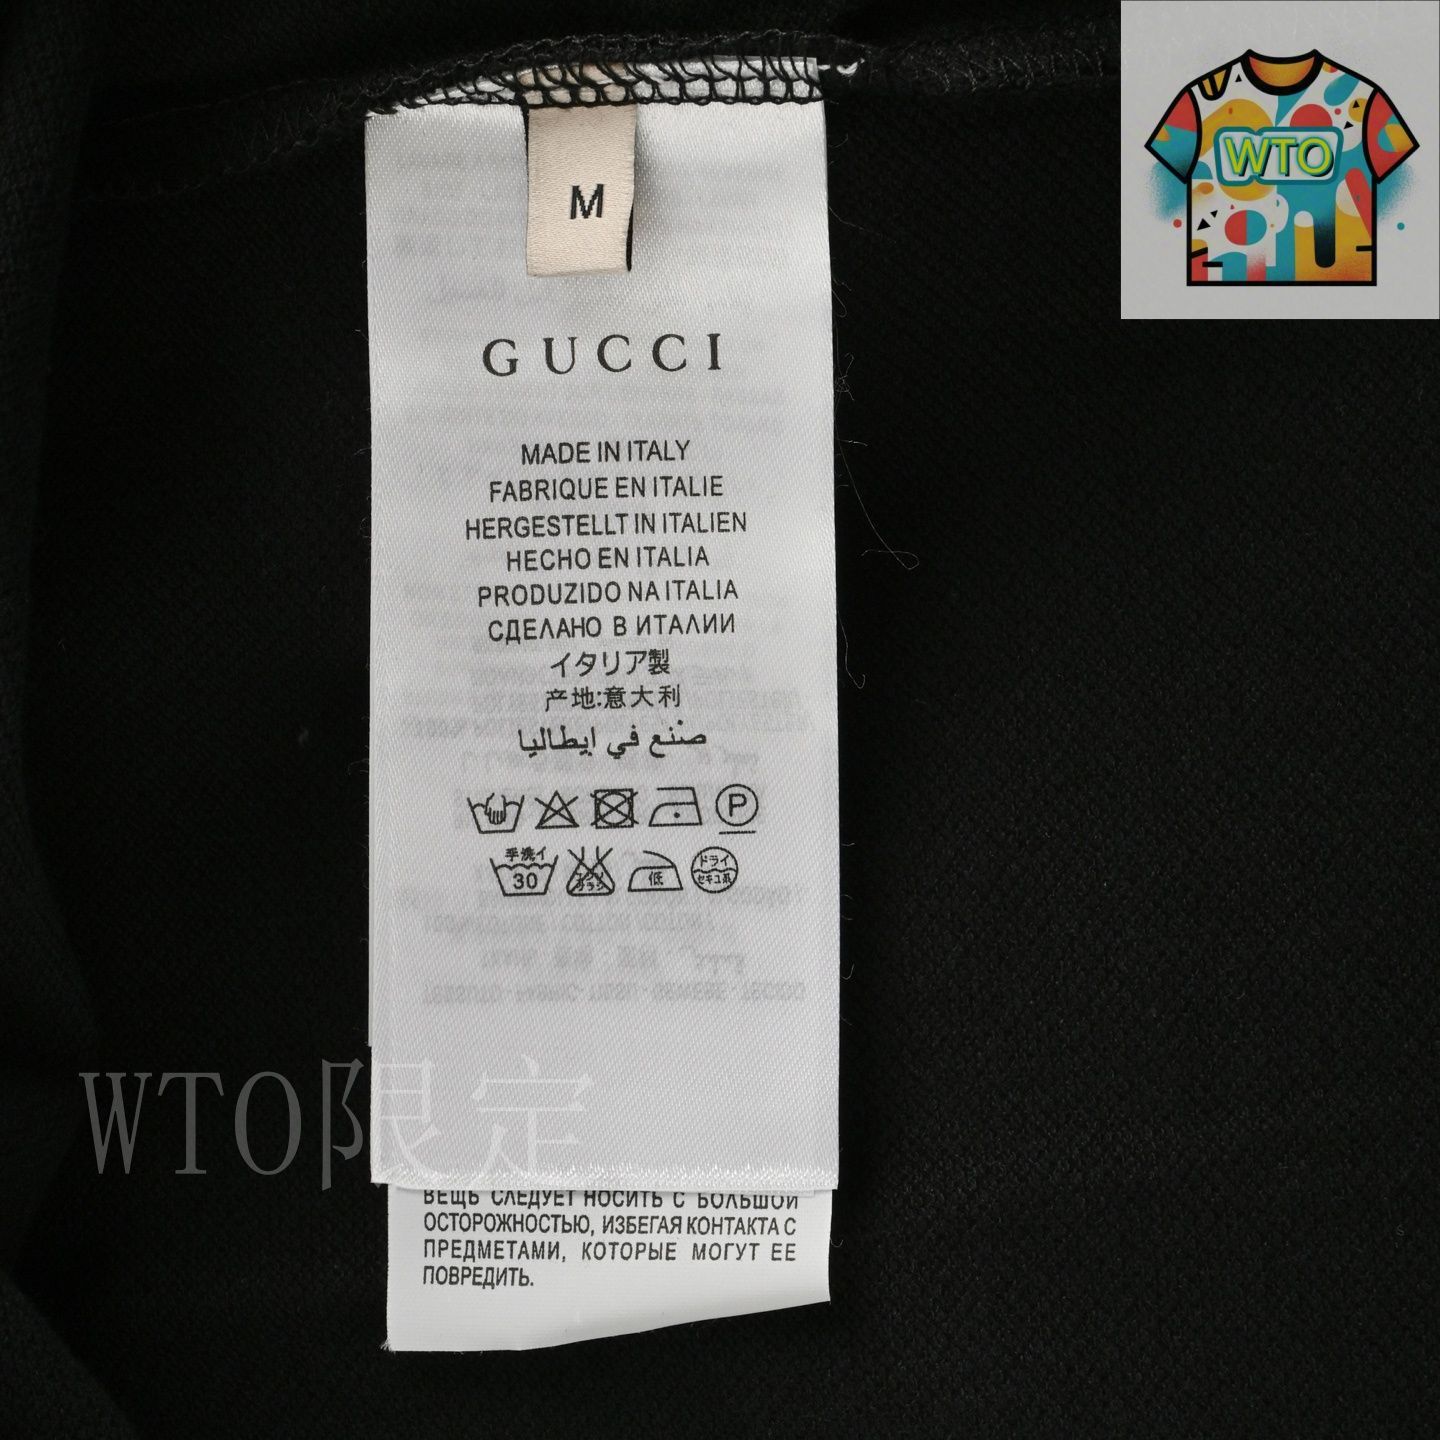 WTO
M
GUCCI
MADE IN ITALY
FABRIQUE EN ITALIE
HERGESTELLT IN ITALIEN
HECHO EN ITALIA
PRODUZIDO NA ITALIA
СДЕЛАНО В ИТАЛИИ
イタリア製
产地:意大利
صنع في ايطاليا
P
手洗イ
30
低
ドライ
セキユ系
WTO限定
ВЕЩЬ СЛЕДУЕТ НОСИТЬ С БОЛЬШОЙ
ОСТОРОЖНОСТЬЮ, ИЗБЕГАЯ КОНТАКТА С
ПРЕДМЕТАМИ, КОТОРЫЕ МОГУТ ЕЕ
ПОВРЕДИТЬ.